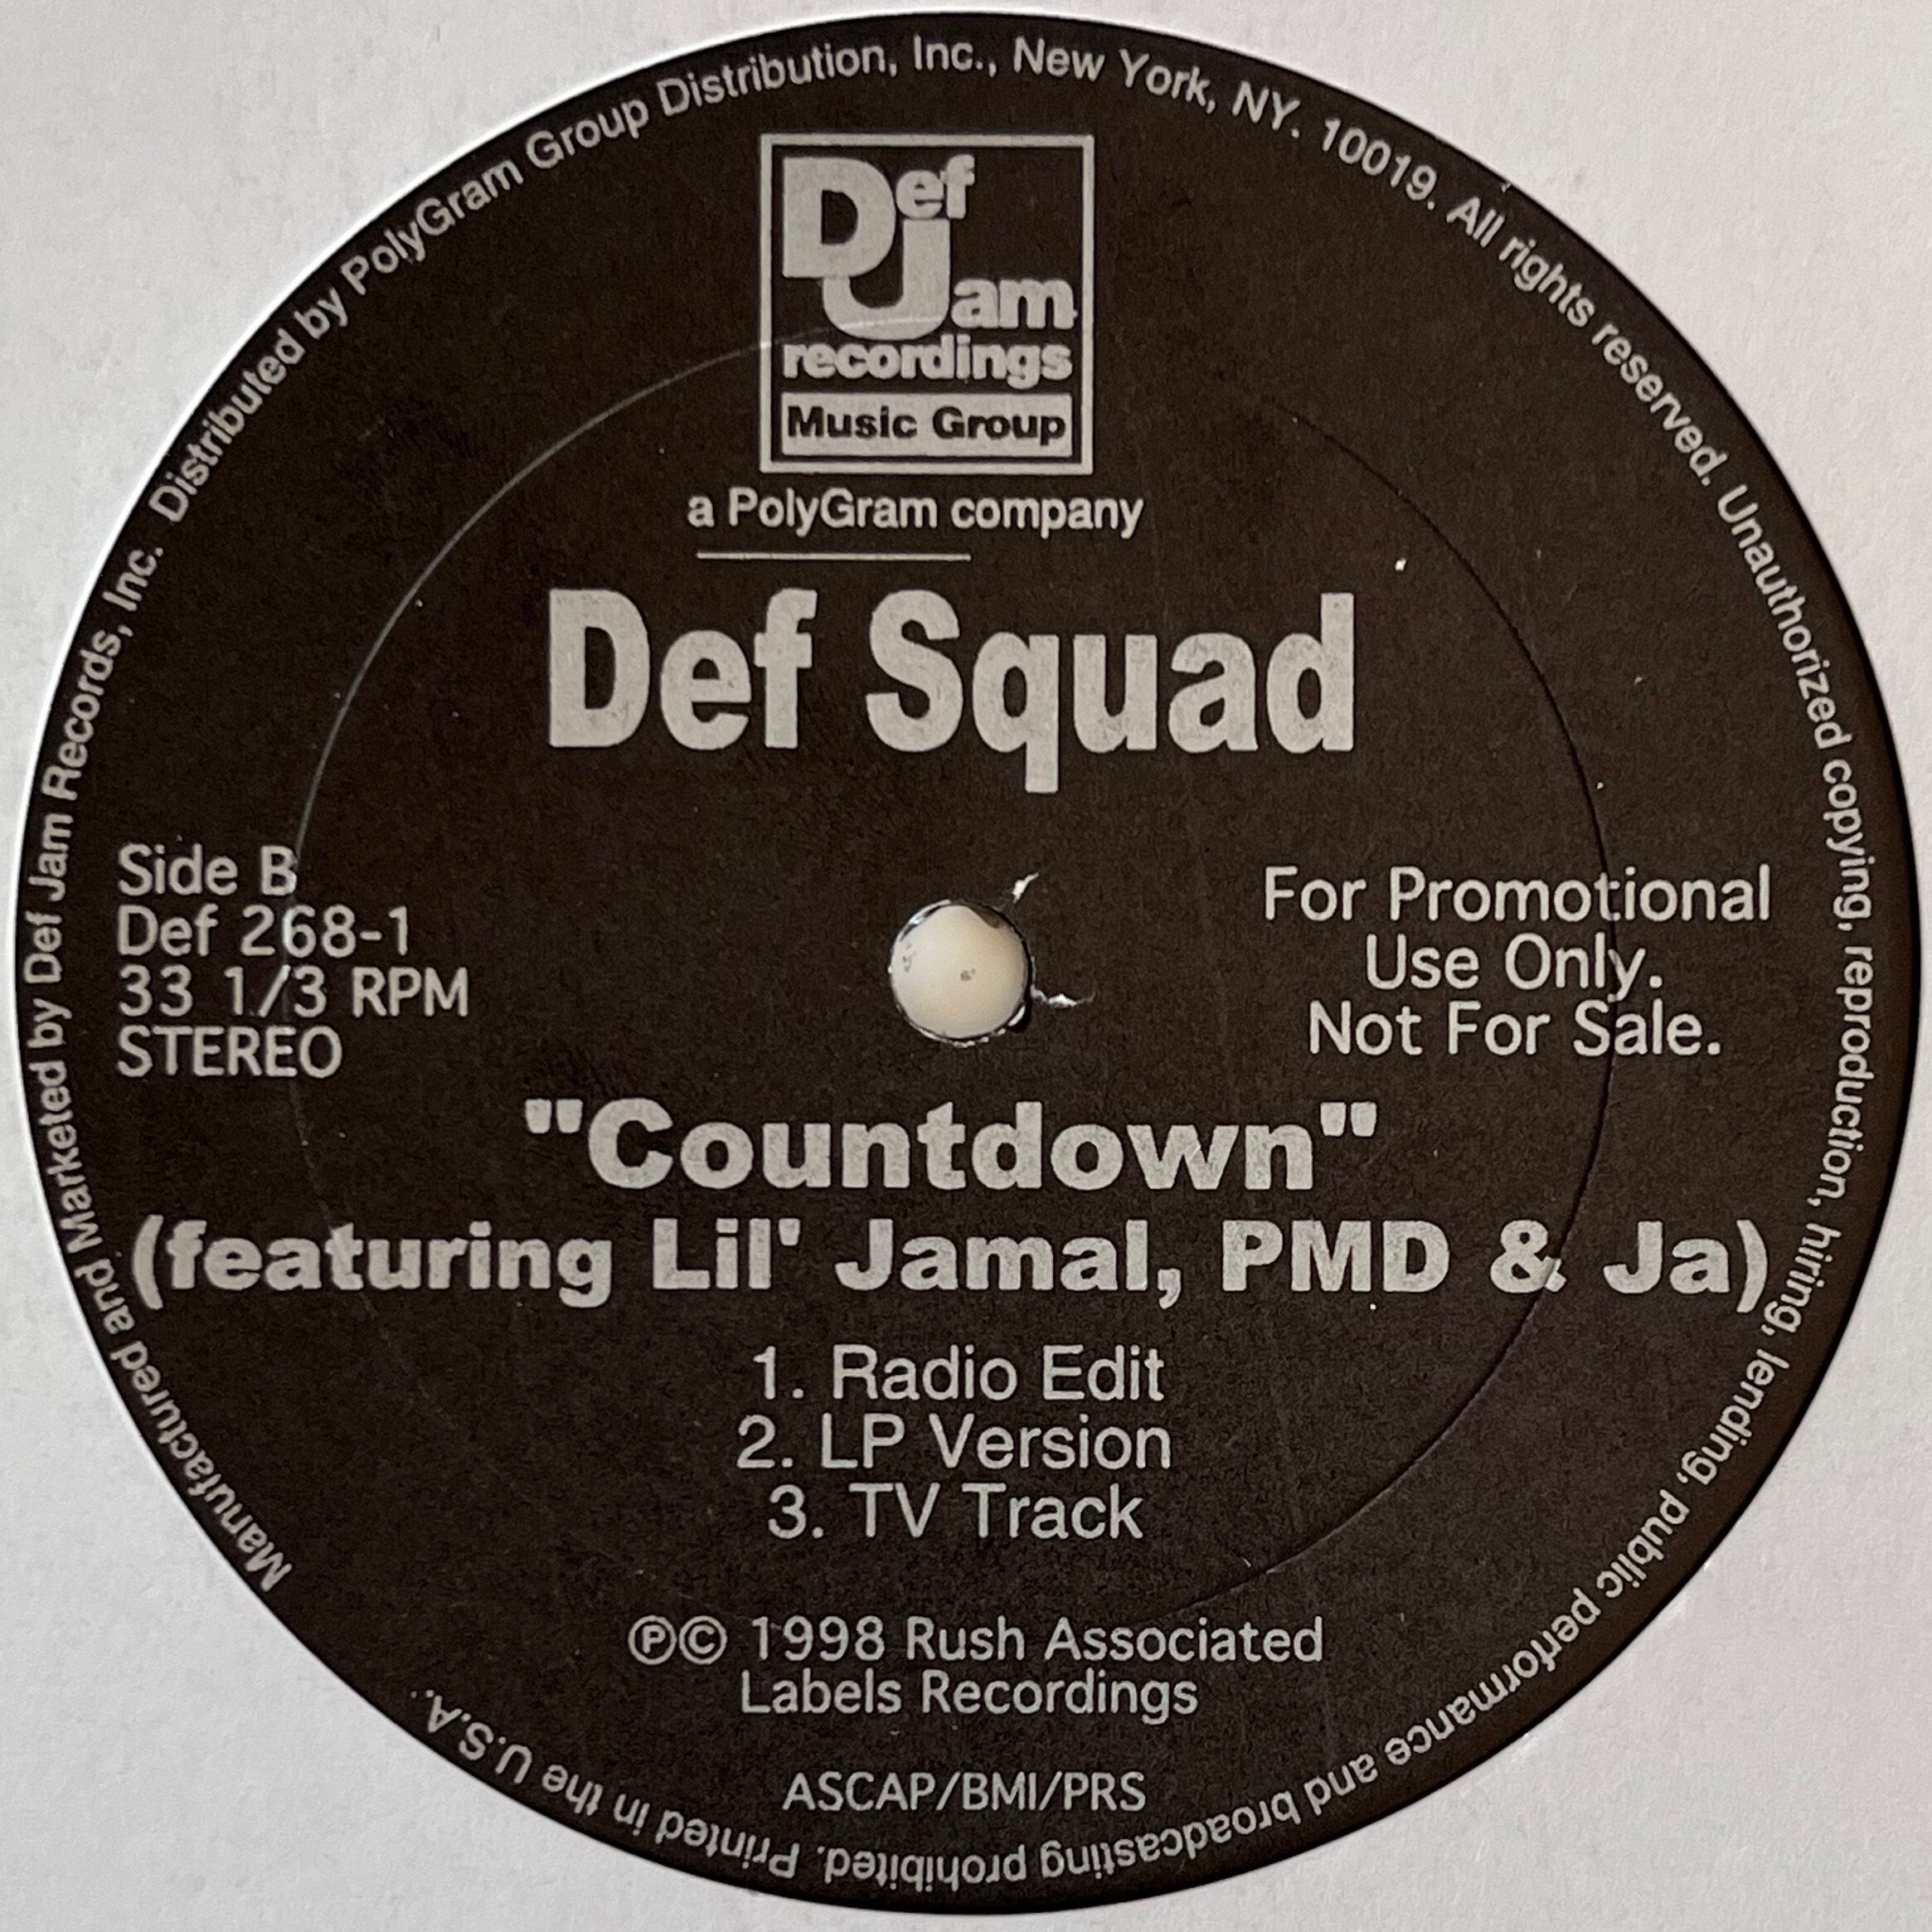 Manufactured and Marketed by Def Jam Records, Inc. Distributed by PolyGram Group Distribution, Inc., New York, NY. 10019. All rights reserved. Unauthorized copying, reproduction, hiring, lending, public performance and broadcasting prohibited. Printed in the U.S.A.
Def
Jam
recordings
Music Group
a PolyGram company
Def Squad
Side B
Def 268-1
33 1/3 RPM
STEREO
For Promotional
Use Only.
Not For Sale.
"Countdown"
(featuring Lil' Jamal, PMD & Ja)
1. Radio Edit
2. LP Version
3. TV Track
℗© 1998 Rush Associated
Labels Recordings
ASCAP/BMI/PRS